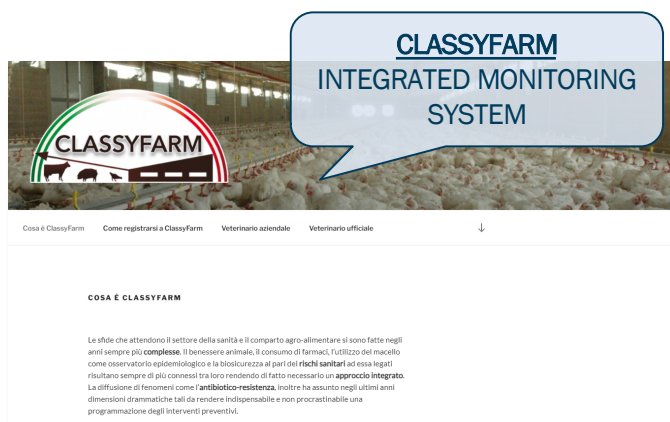 CLASSYFARM
INTEGRATED MONITORING
SYSTEM
CLASSYFARM
Cosa è ClassyFarm Come registrarsi a ClassyFarm Veterinario aziendale Veterinario ufficiale
COSA È CLASSYFARM
Le sfide che attendono il settore della sanità e il comparto agro-alimentare si sono fatte negli
anni sempre più complesse. Il benessere animale, il consumo di farmaci, l'utilizzo del macello
come osservatorio epidemiologico e la biosicurezza al pari dei rischi sanitari ad essa legati
risultano sempre di più connessi tra loro rendendo di fatto necessario un approccio integrato.
La diffusione di fenomeni come l'antibiotico-resistenza, inoltre ha assunto negli ultimi anni
dimensioni drammatiche tali da rendere indispensabile e non procrastinabile una
programmazione degli interventi preventivi.